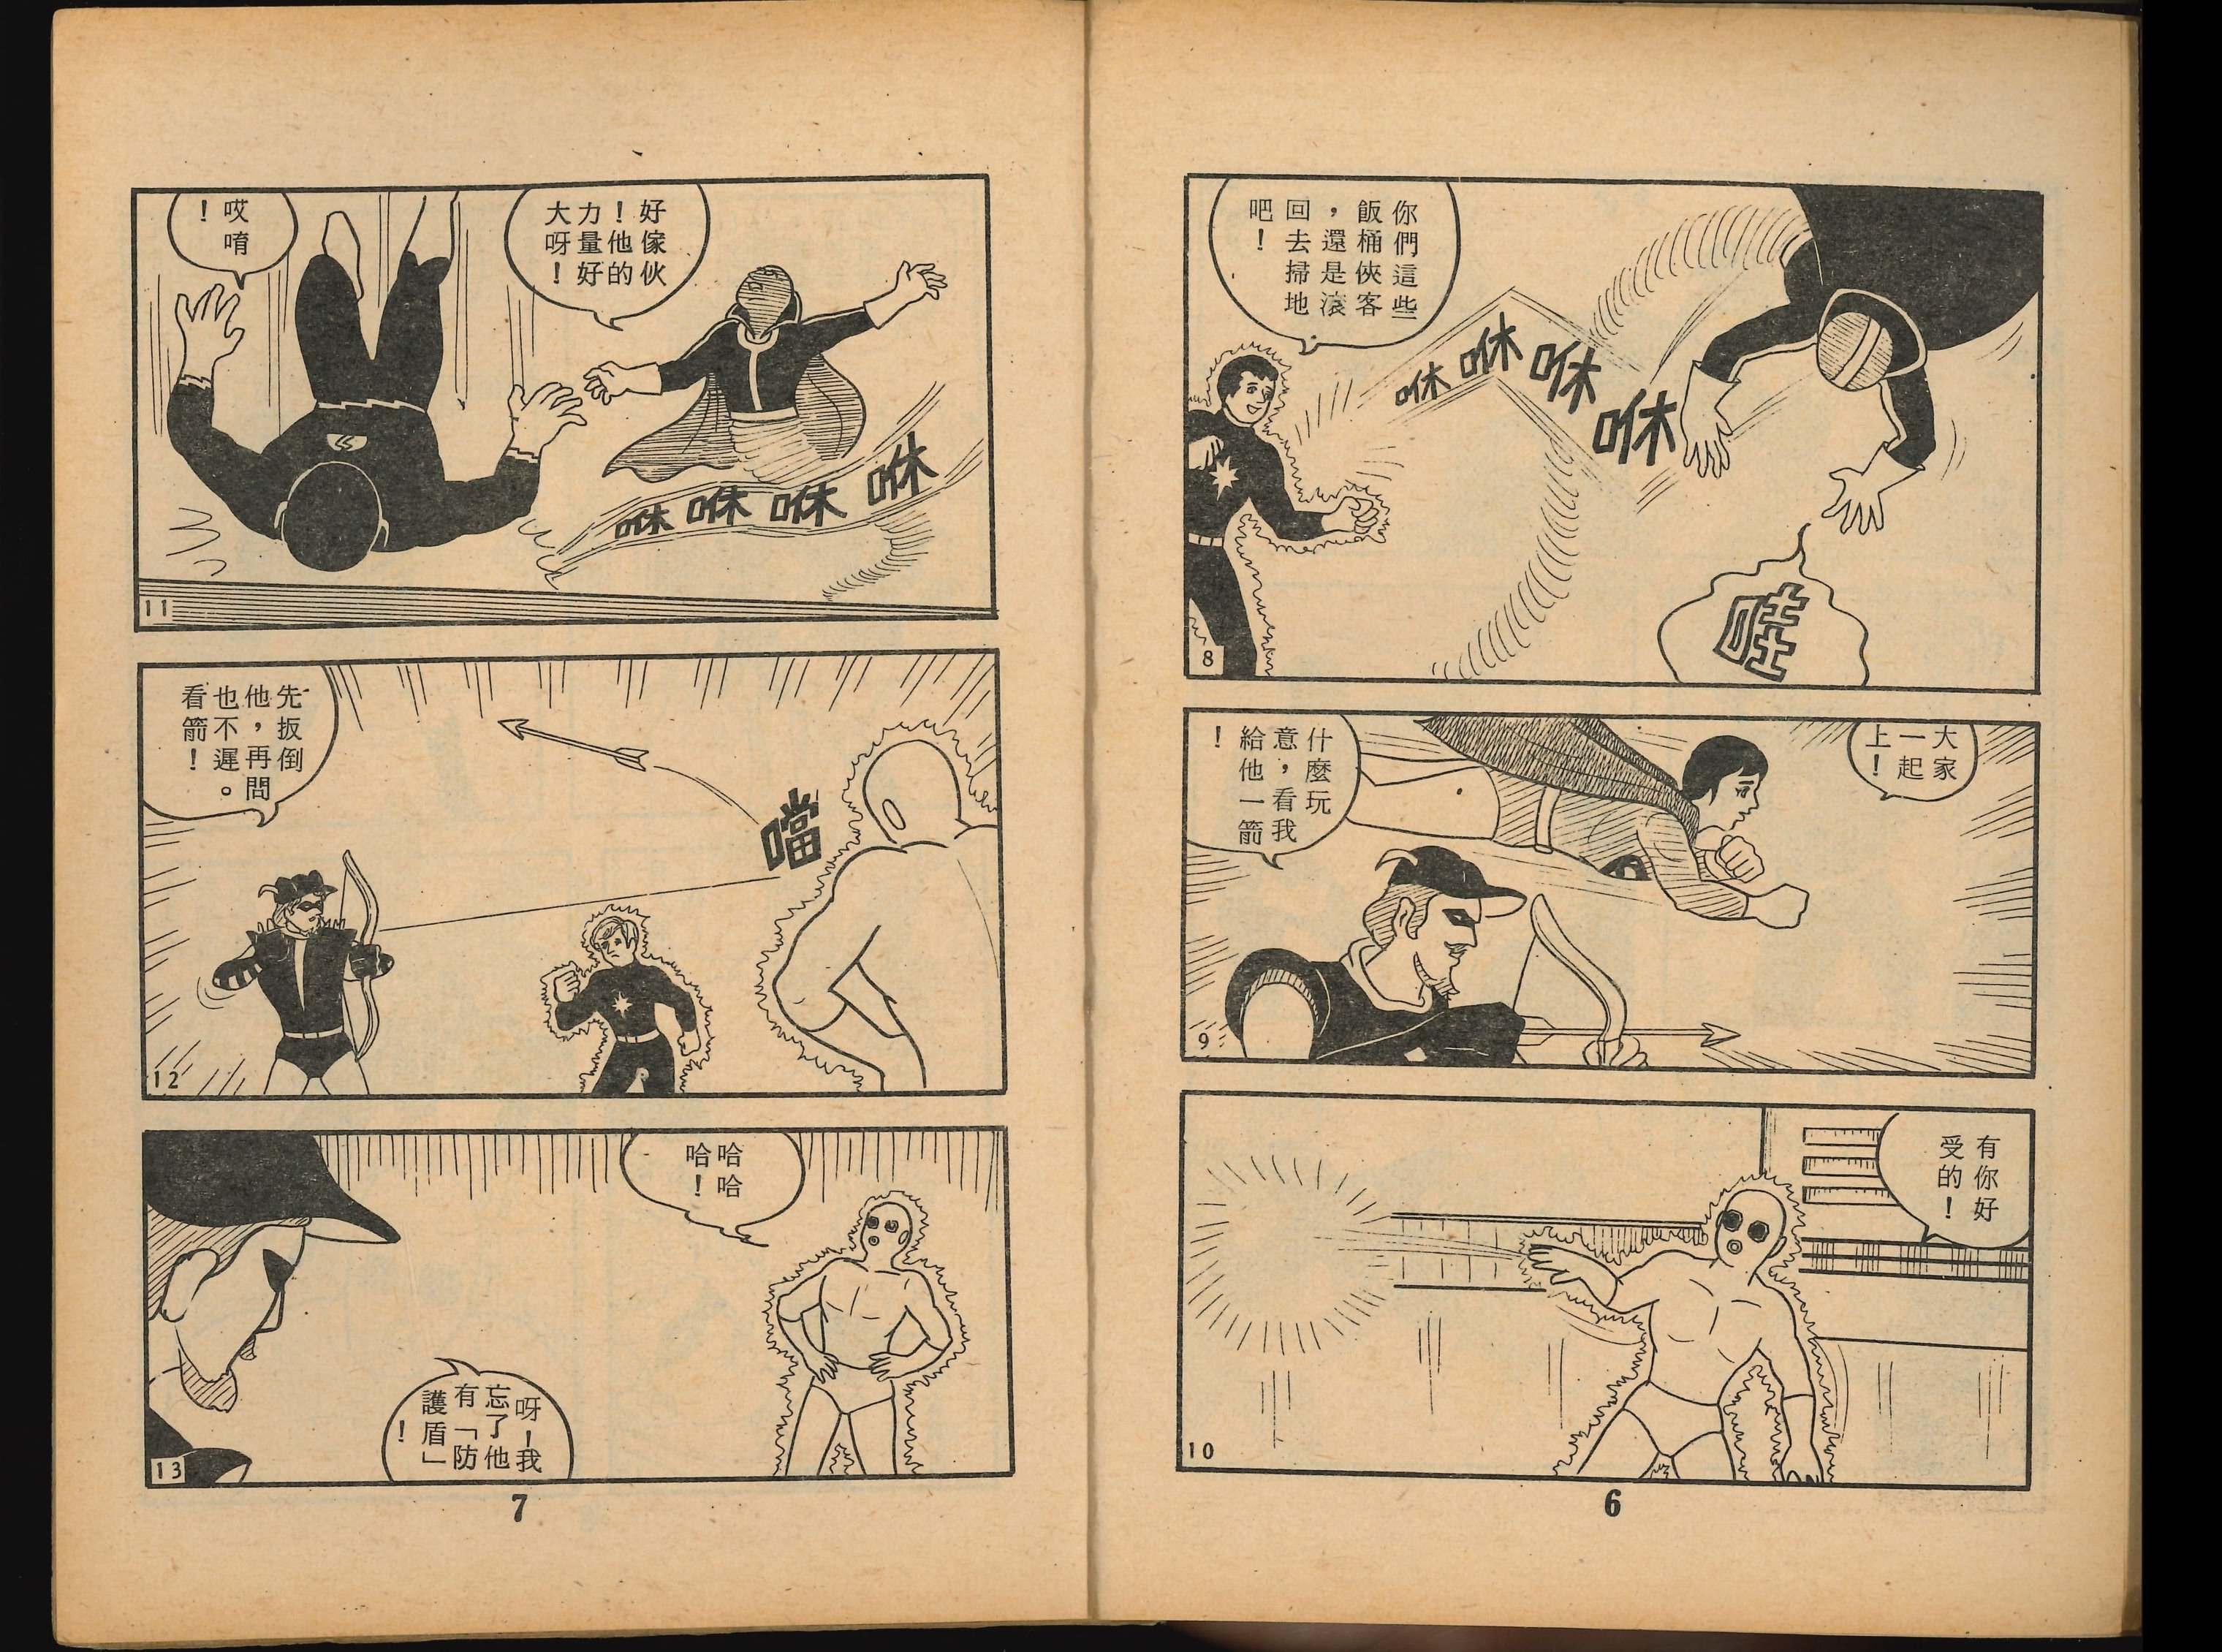 你們這些
飯桶俠客
，還是滾
回去掃地
吧！
咻咻咻咻
哇
8
大家
一起
上！
什麼玩
意，看我
給他一箭
！
9
有你好
受的！
10
6
好傢伙
！他的
力量好
大呀！
哎唷
！
咻咻咻咻
11
先扳倒
他，再問
也不遲。
看箭！
噹
12
哈哈
哈！
呀！我
忘了他
有「防
護盾」
！
13
7